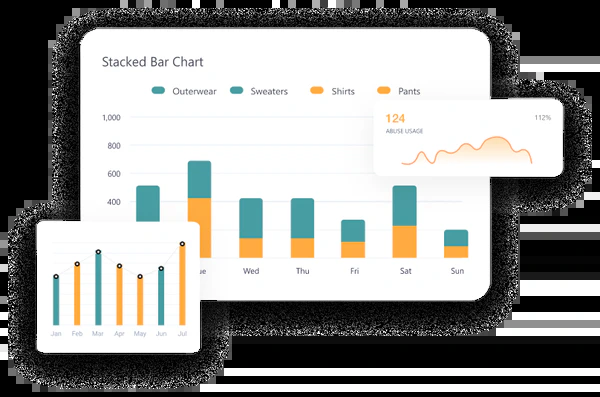 Stacked Bar Chart
Outerwear Sweaters Shirts Pants
124
112%
ABUSE USAGE
1,000
800
600
400
ue Wed Thu Fri Sat Sun
Jan Feb Mar Apr May Jun Jul